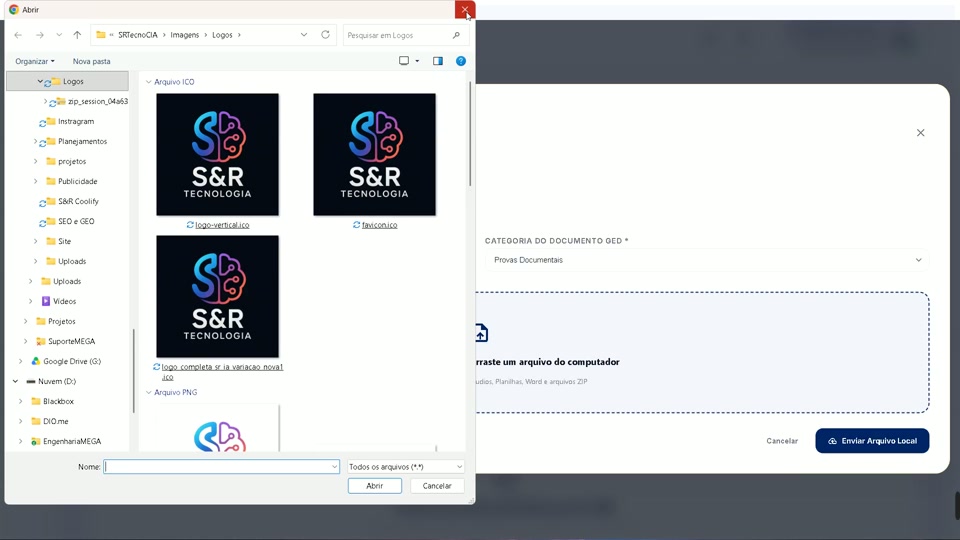 Abrir
« SRTecnoCIA > Imagens > Logos >
Pesquisar em Logos
Organizar
Nova pasta
Logos
zip_session_04a63
Instragram
Planejamentos
projetos
Publicidade
S&R Coolify
SEO e GEO
Site
Uploads
Uploads
Vídeos
Projetos
SuporteMEGA
Google Drive (G:)
Nuvem (D:)
Blackbox
DIO.me
EngenhariaMEGA
Arquivo ICO
S&R
TECNOLOGIA
logo-vertical.ico
S&R
TECNOLOGIA
favicon.ico
S&R
TECNOLOGIA
logo_completa_sr_ia_variacao_nova1
.ico
Arquivo PNG
Nome:
Todos os arquivos (*.*)
Abrir
Cancelar
CATEGORIA DO DOCUMENTO GED *
Provas Documentais
rraste um arquivo do computador
udios, Planilhas, Word e arquivos ZIP
Cancelar
Enviar Arquivo Local